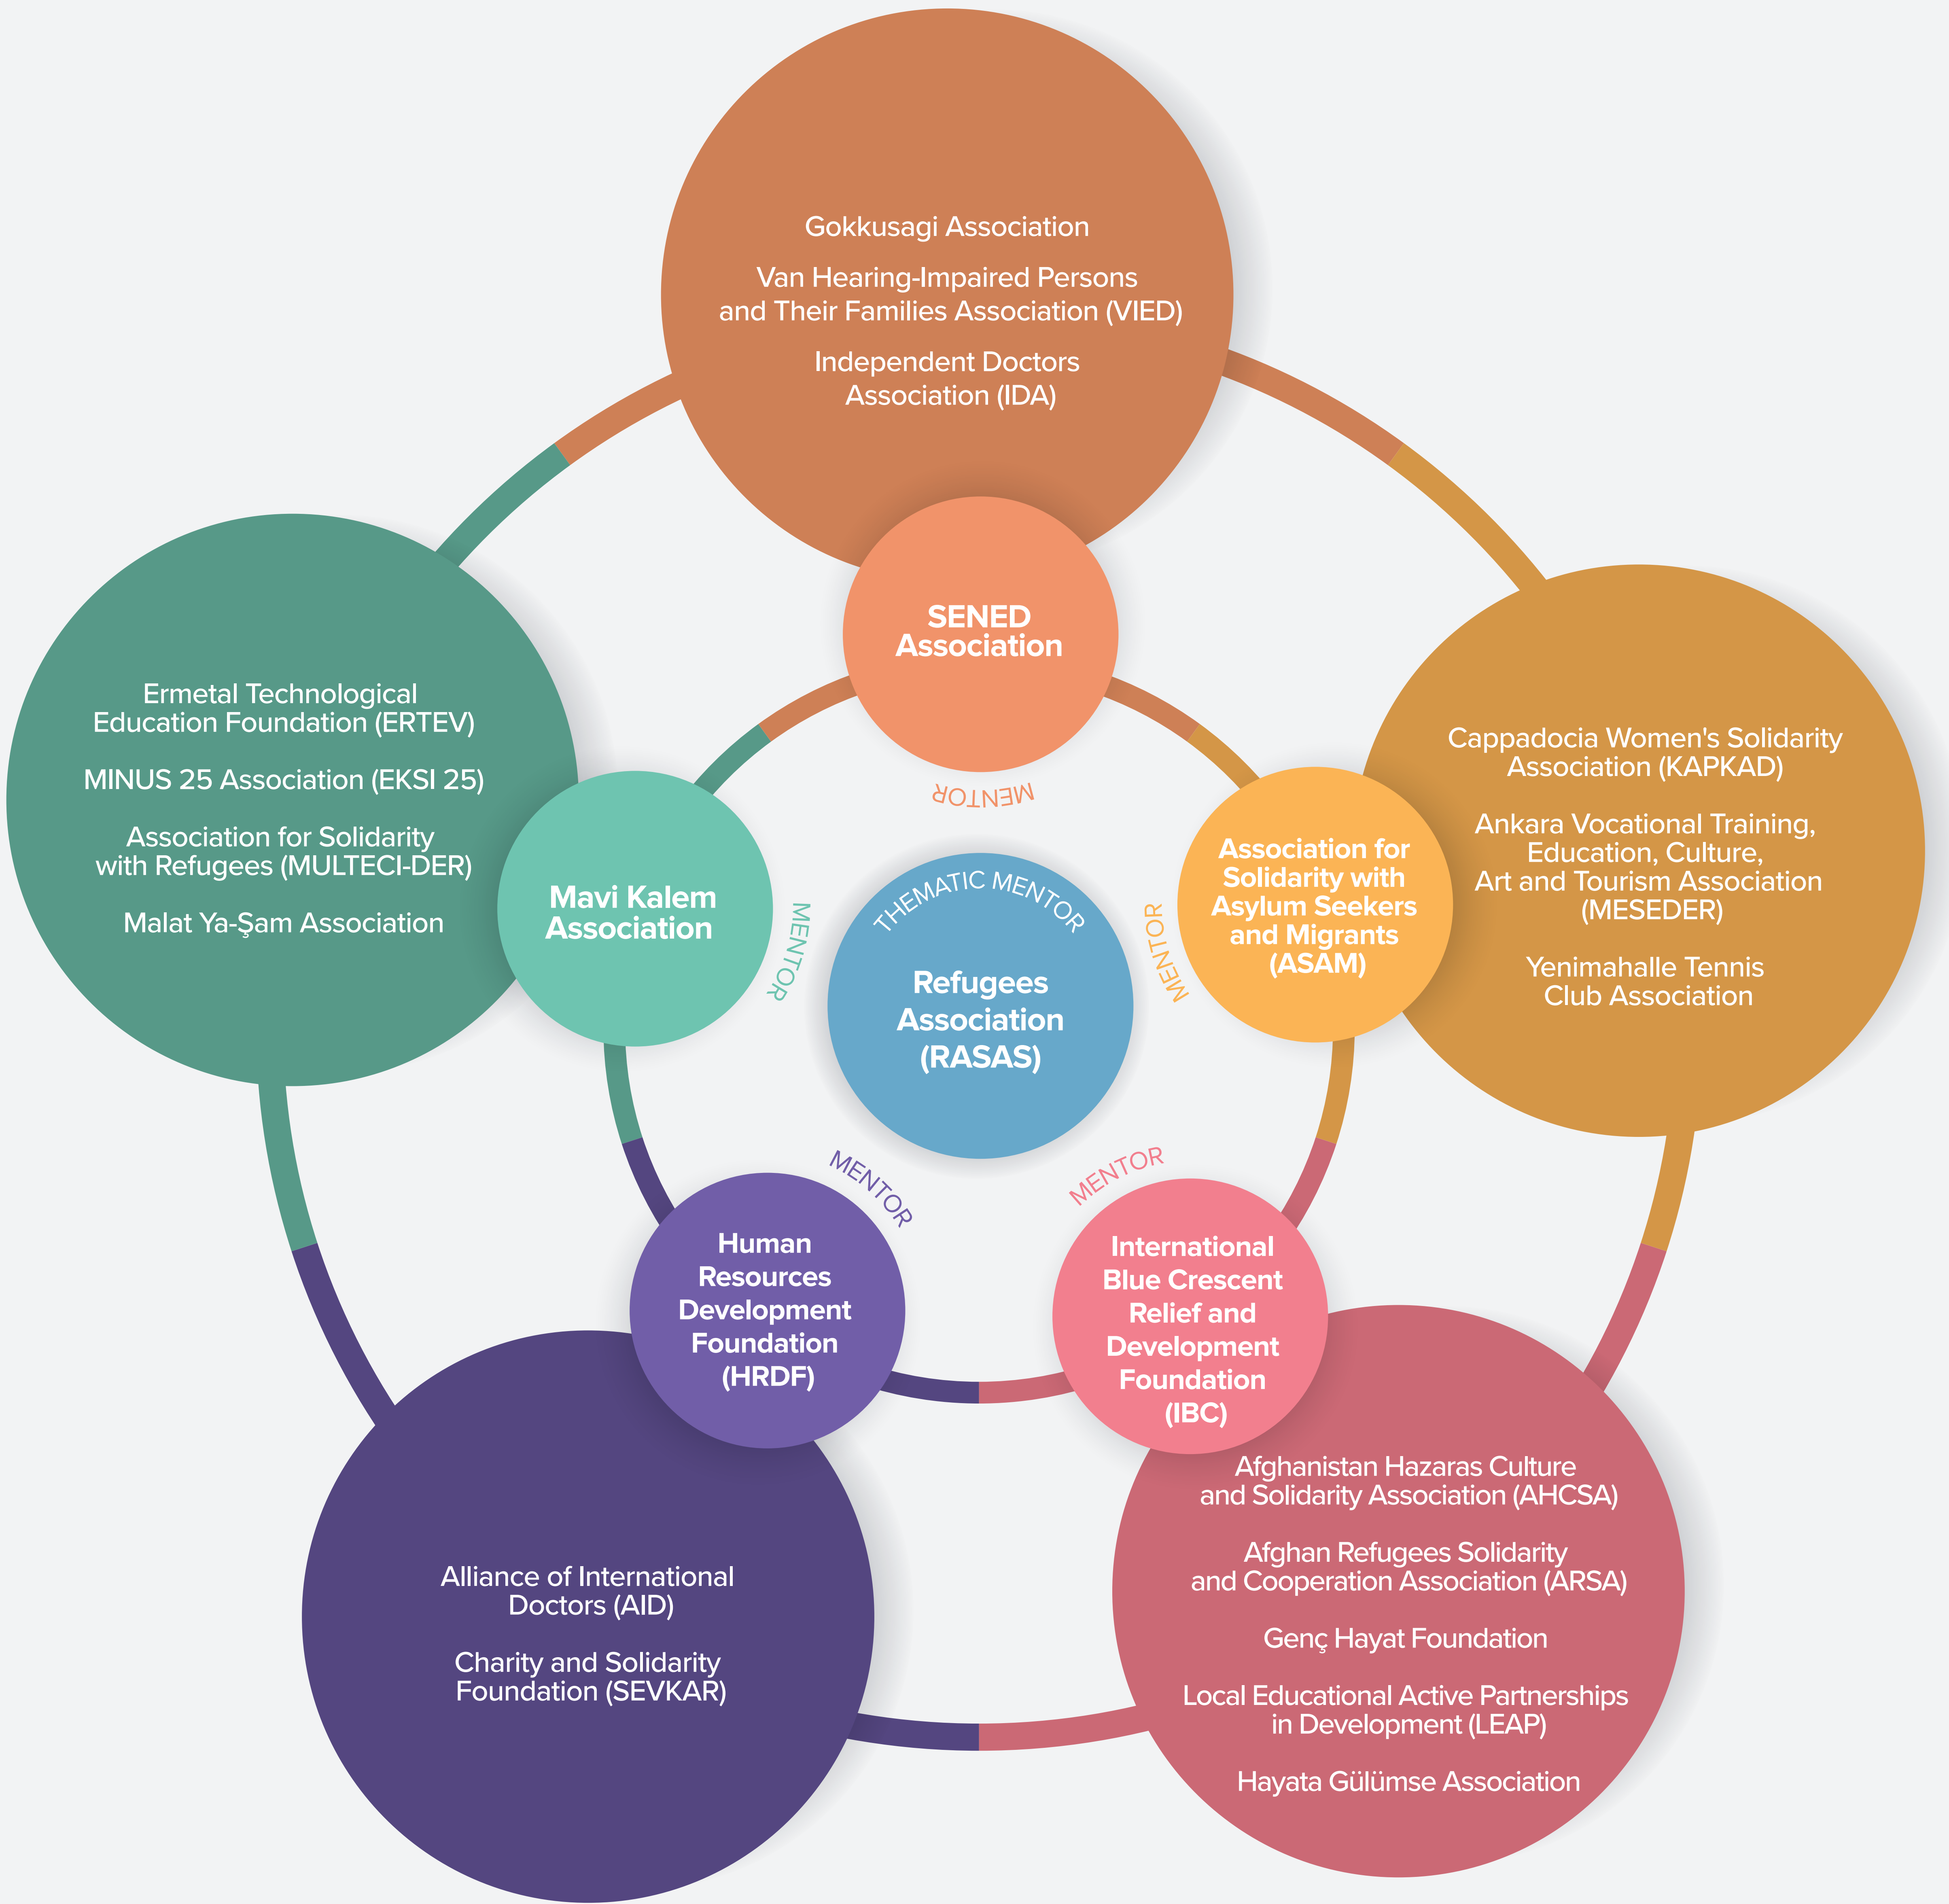 Gokkusagi Association
Van Hearing-Impaired Persons
and Their Families Association (VIED)
Independent Doctors
Association (IDA)
SENED
Association
MENTOR
Ermetal Technological
Education Foundation (ERTEV)
MINUS 25 Association (EKSI 25)
Association for Solidarity
with Refugees (MULTECI-DER)
Malat Ya-Şam Association
Mavi Kalem
Association
MENTOR
THEMATIC MENTOR
Refugees
Association
(RASAS)
MENTOR
Association for
Solidarity with
Asylum Seekers
and Migrants
(ASAM)
Cappadocia Women's Solidarity
Association (KAPKAD)
Ankara Vocational Training,
Education, Culture,
Art and Tourism Association
(MESEDER)
Yenimahalle Tennis
Club Association
MENTOR
Human
Resources
Development
Foundation
(HRDF)
Alliance of International
Doctors (AID)
Charity and Solidarity
Foundation (SEVKAR)
MENTOR
International
Blue Crescent
Relief and
Development
Foundation
(IBC)
Afghanistan Hazaras Culture
and Solidarity Association (AHCSA)
Afghan Refugees Solidarity
and Cooperation Association (ARSA)
Genç Hayat Foundation
Local Educational Active Partnerships
in Development (LEAP)
Hayata Gülümse Association